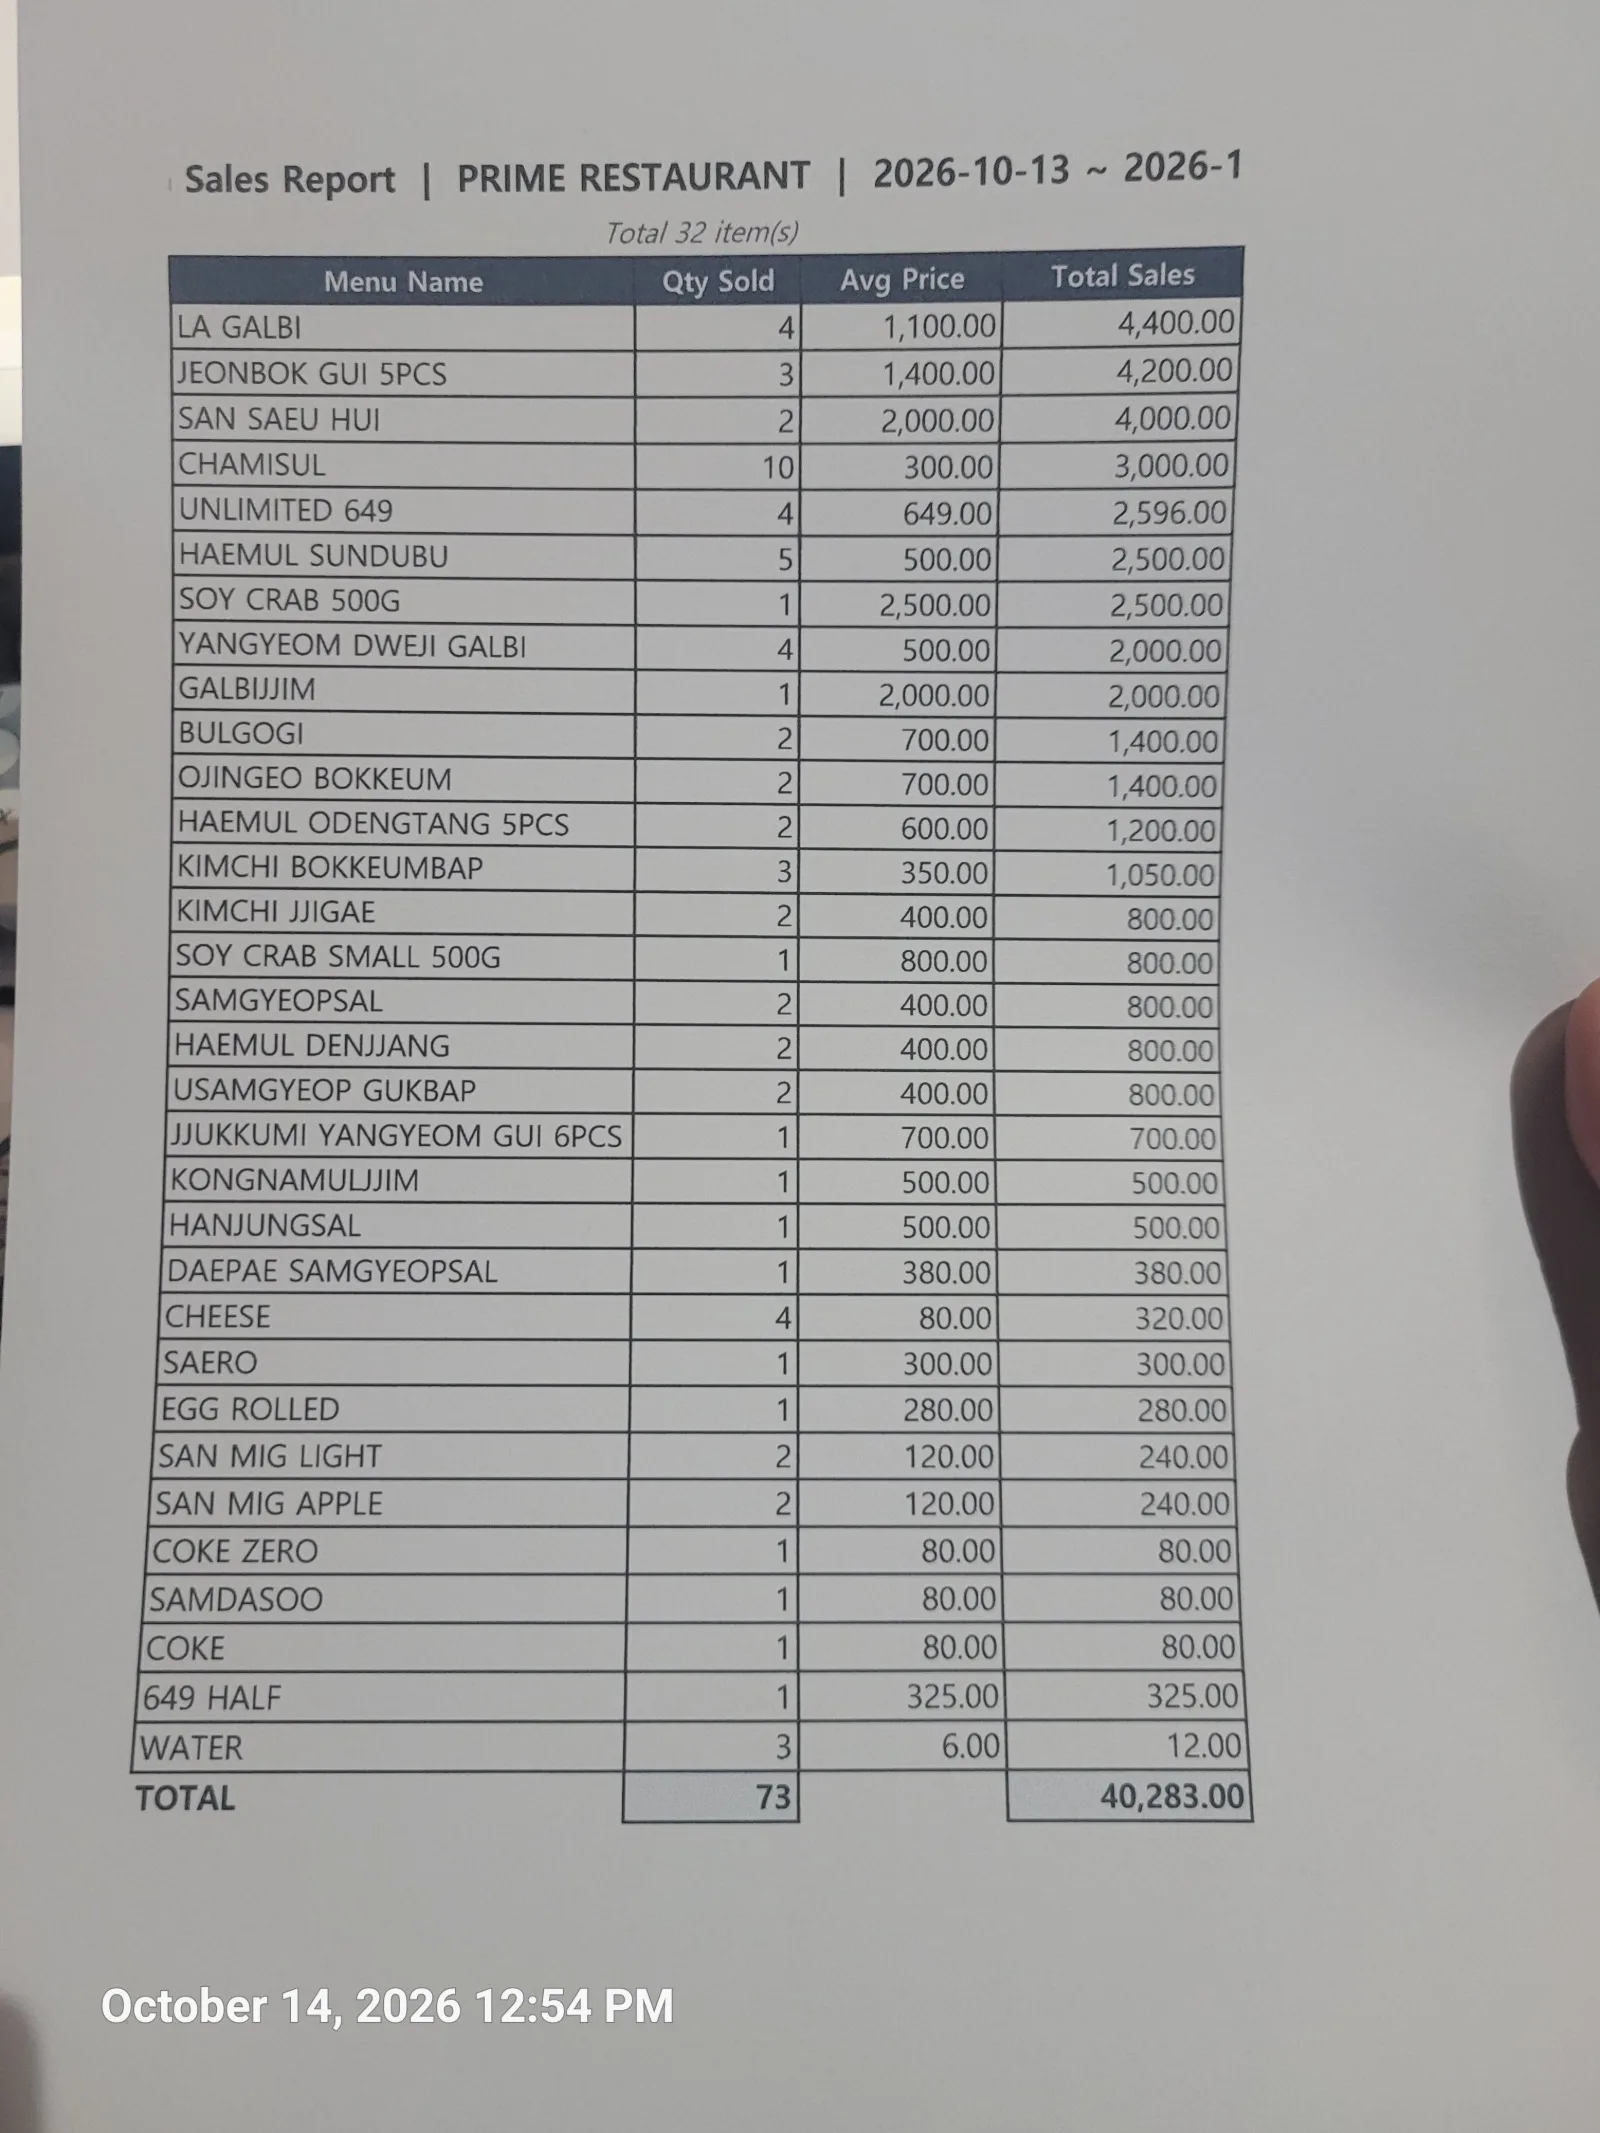 Sales Report | PRIME RESTAURANT | 2026-10-13 ~ 2026-1
Total 32 item(s)
Menu Name Qty Sold Avg Price Total Sales
LA GALBI 4 1,100.00 4,400.00
JEONBOK GUI 5PCS 3 1,400.00 4,200.00
SAN SAEU HUI 2 2,000.00 4,000.00
CHAMISUL 10 300.00 3,000.00
UNLIMITED 649 4 649.00 2,596.00
HAEMUL SUNDUBU 5 500.00 2,500.00
SOY CRAB 500G 1 2,500.00 2,500.00
YANGYEOM DWEJI GALBI 4 500.00 2,000.00
GALBIJJIM 1 2,000.00 2,000.00
BULGOGI 2 700.00 1,400.00
OJINGEO BOKKEUM 2 700.00 1,400.00
HAEMUL ODENGTANG 5PCS 2 600.00 1,200.00
KIMCHI BOKKEUMBAP 3 350.00 1,050.00
KIMCHI JJIGAE 2 400.00 800.00
SOY CRAB SMALL 500G 1 800.00 800.00
SAMGYEOPSAL 2 400.00 800.00
HAEMUL DENJJANG 2 400.00 800.00
USAMGYEOP GUKBAP 2 400.00 800.00
JJUKKUMI YANGYEOM GUI 6PCS 1 700.00 700.00
KONGNAMULJJIM 1 500.00 500.00
HANJUNGSAL 1 500.00 500.00
DAEPAE SAMGYEOPSAL 1 380.00 380.00
CHEESE 4 80.00 320.00
SAERO 1 300.00 300.00
EGG ROLLED 1 280.00 280.00
SAN MIG LIGHT 2 120.00 240.00
SAN MIG APPLE 2 120.00 240.00
COKE ZERO 1 80.00 80.00
SAMDASOO 1 80.00 80.00
COKE 1 80.00 80.00
649 HALF 1 325.00 325.00
WATER 3 6.00 12.00
TOTAL 73 40,283.00
October 14, 2026 12:54 PM